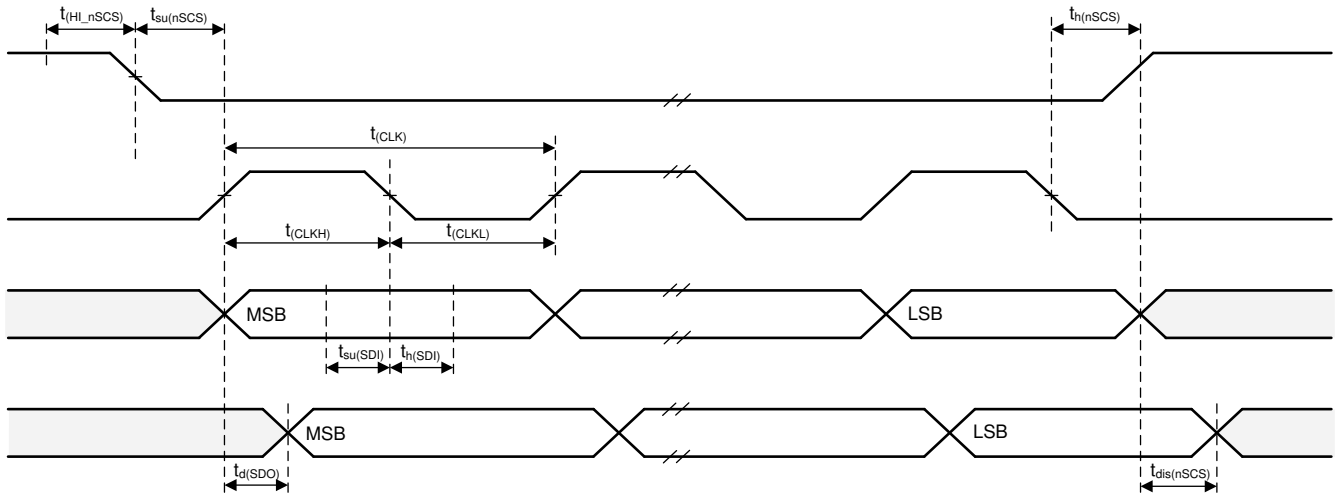 t(HI_nSCS)
tsu(nSCS)
th(nSCS)
t(CLK)
t(CLKH)
t(CLKL)
MSB
LSB
tsu(SDI)
th(SDI)
MSB
LSB
td(SDO)
tdis(nSCS)